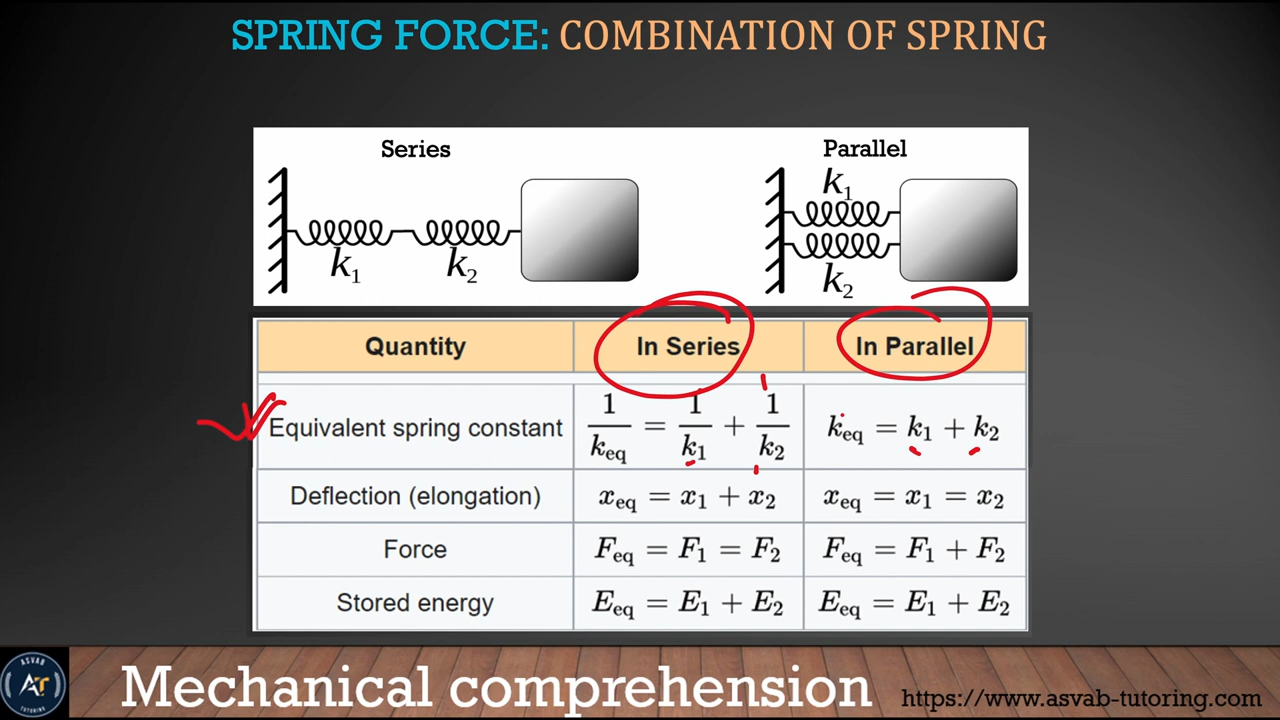 SPRING FORCE: COMBINATION OF SPRING
Series
Parallel
k₁
k₂
k₁
k₂
Quantity In Series In Parallel
Equivalent spring constant 1/k_eq = 1/k₁ + 1/k₂ k_eq = k₁ + k₂
Deflection (elongation) x_eq = x₁ + x₂ x_eq = x₁ = x₂
Force F_eq = F₁ = F₂ F_eq = F₁ + F₂
Stored energy E_eq = E₁ + E₂ E_eq = E₁ + E₂
ASVAB
AT
TUTORING
Mechanical comprehension
https://www.asvab-tutoring.com